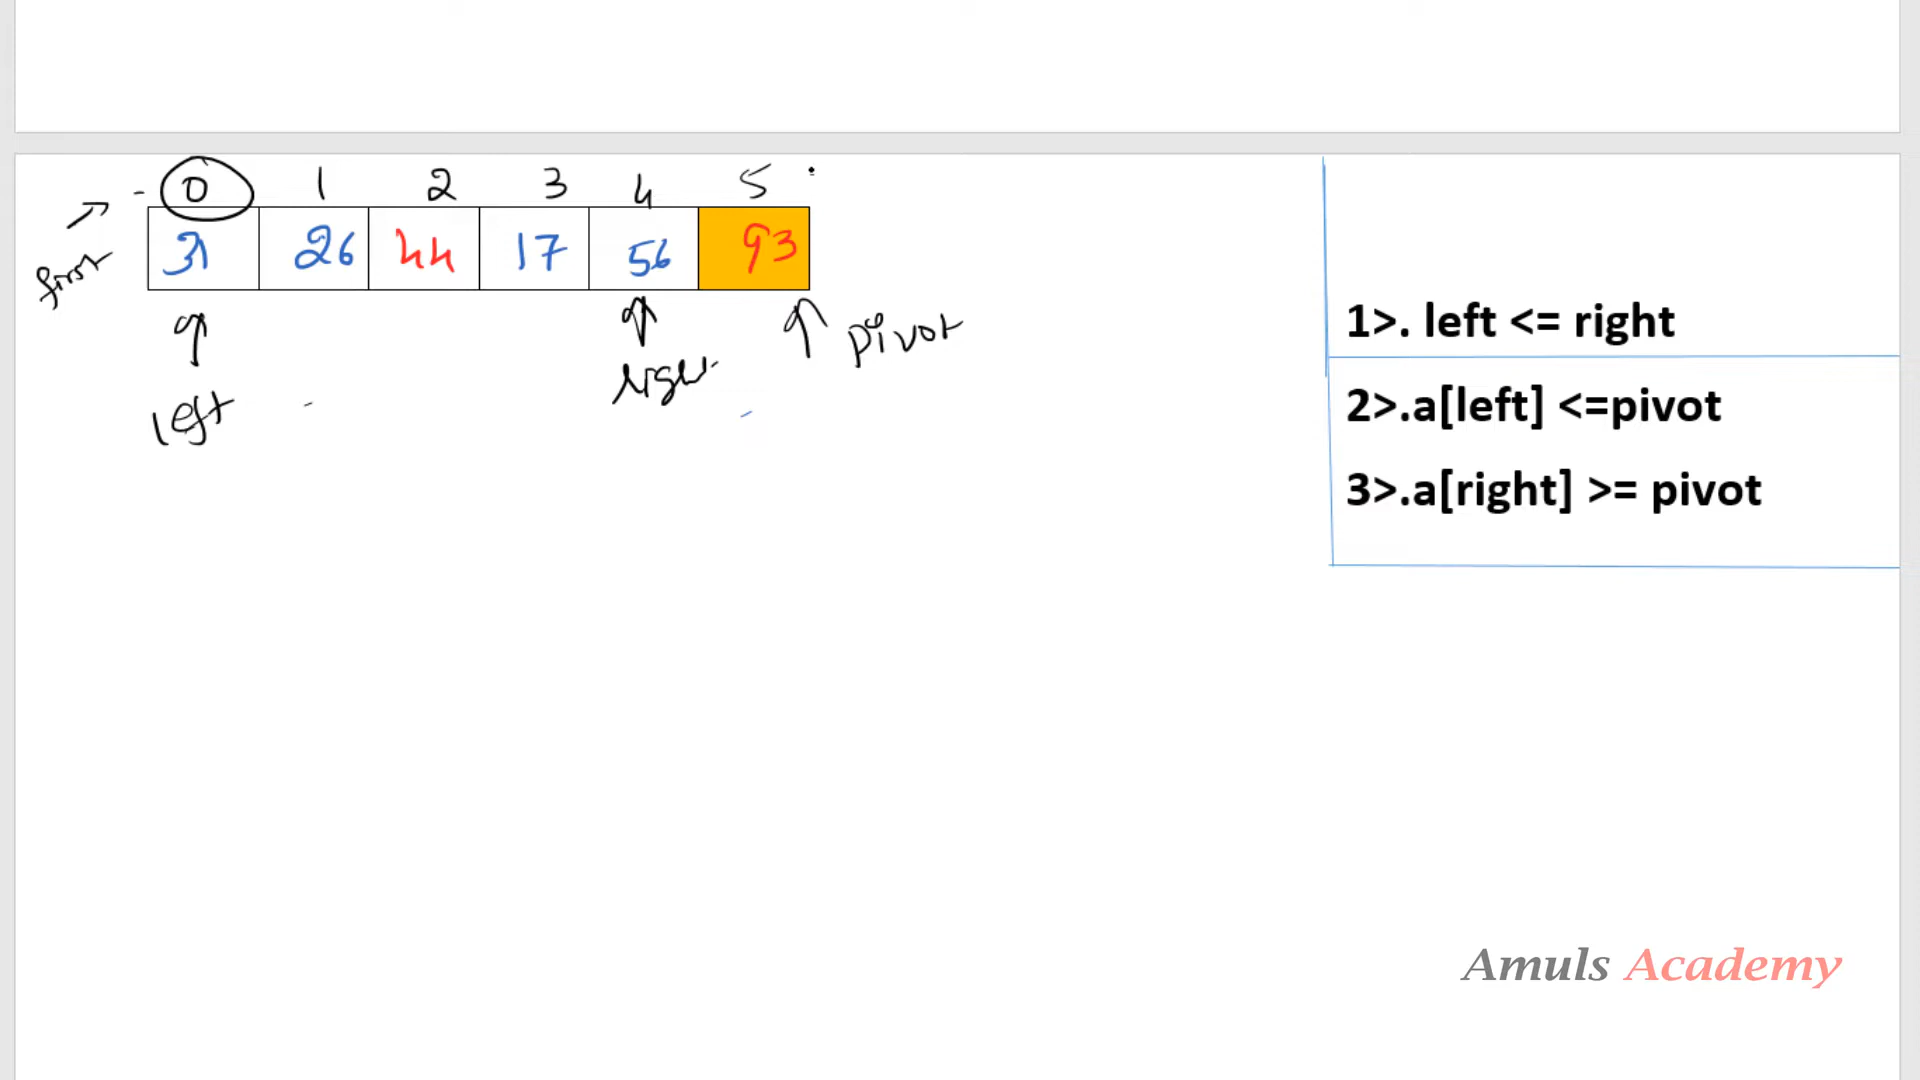 0 1 2 3 4 5
first
31 26 44 17 56 93
left right pivot
1>. left <= right
2>.a[left] <=pivot
3>.a[right] >= pivot
Amuls Academy